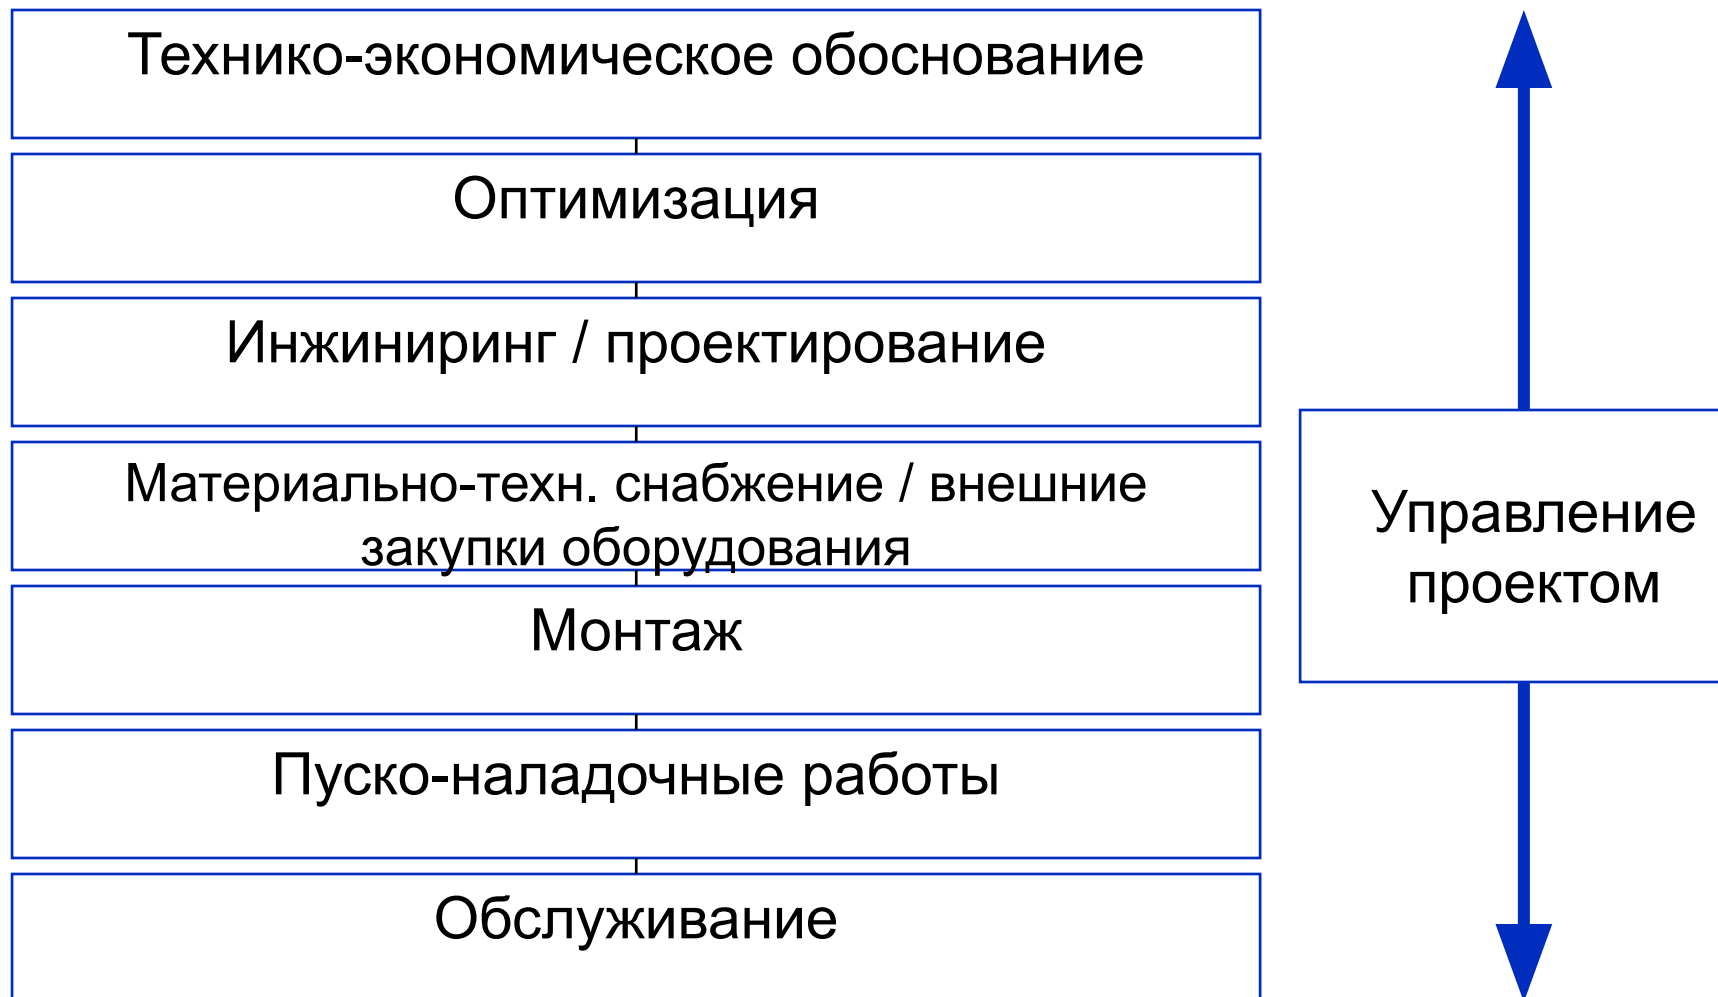 Технико-экономическое обоснование
Оптимизация
Инжиниринг / проектирование
Материально-техн. снабжение / внешние
закупки оборудования
Монтаж
Пуско-наладочные работы
Обслуживание
Управление
проектом